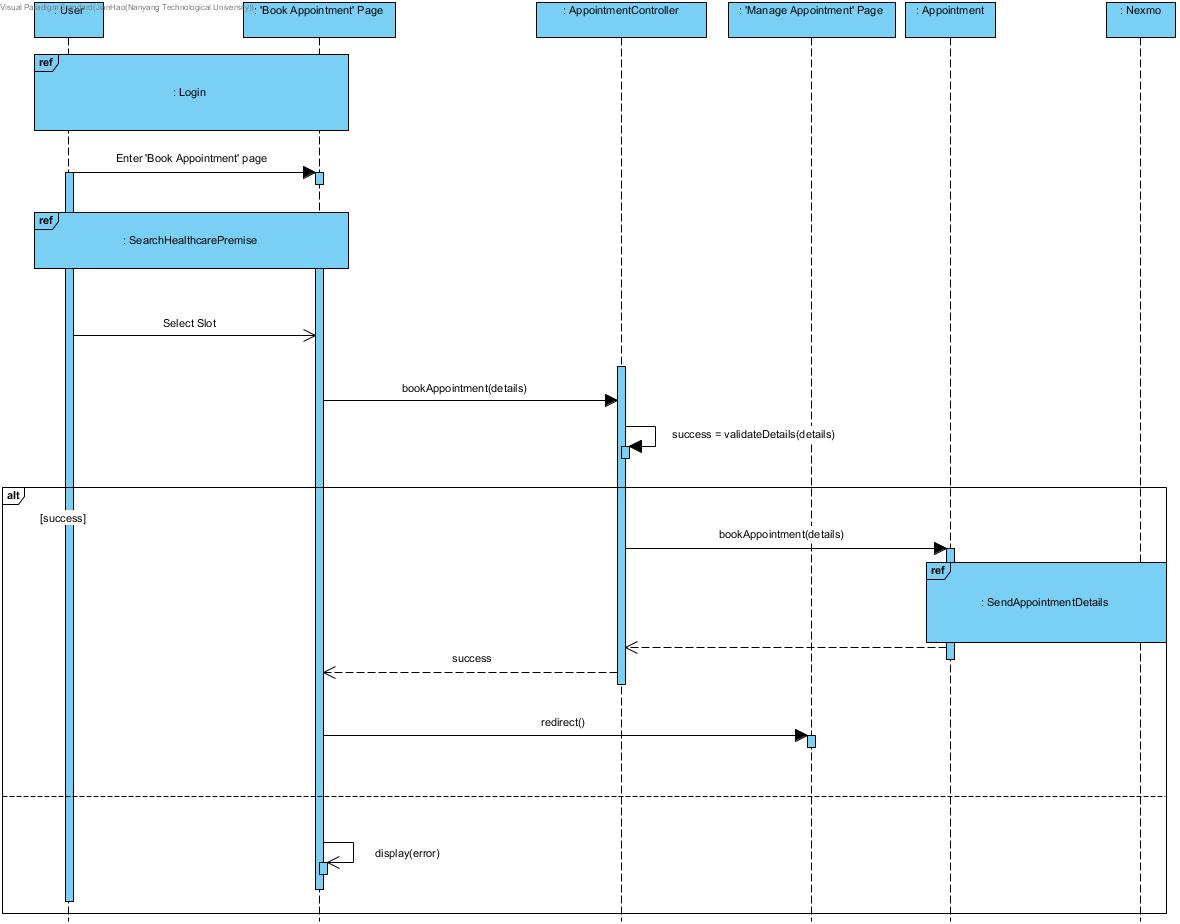 Visual Paradigm Standard(JenHao(Nanyang Technological University))
: User
: 'Book Appointment' Page
: AppointmentController
: 'Manage Appointment' Page
: Appointment
: Nexmo
ref
: Login
Enter 'Book Appointment' page
ref
: SearchHealthcarePremise
Select Slot
bookAppointment(details)
success = validateDetails(details)
alt
[success]
bookAppointment(details)
ref
: SendAppointmentDetails
success
redirect()
display(error)